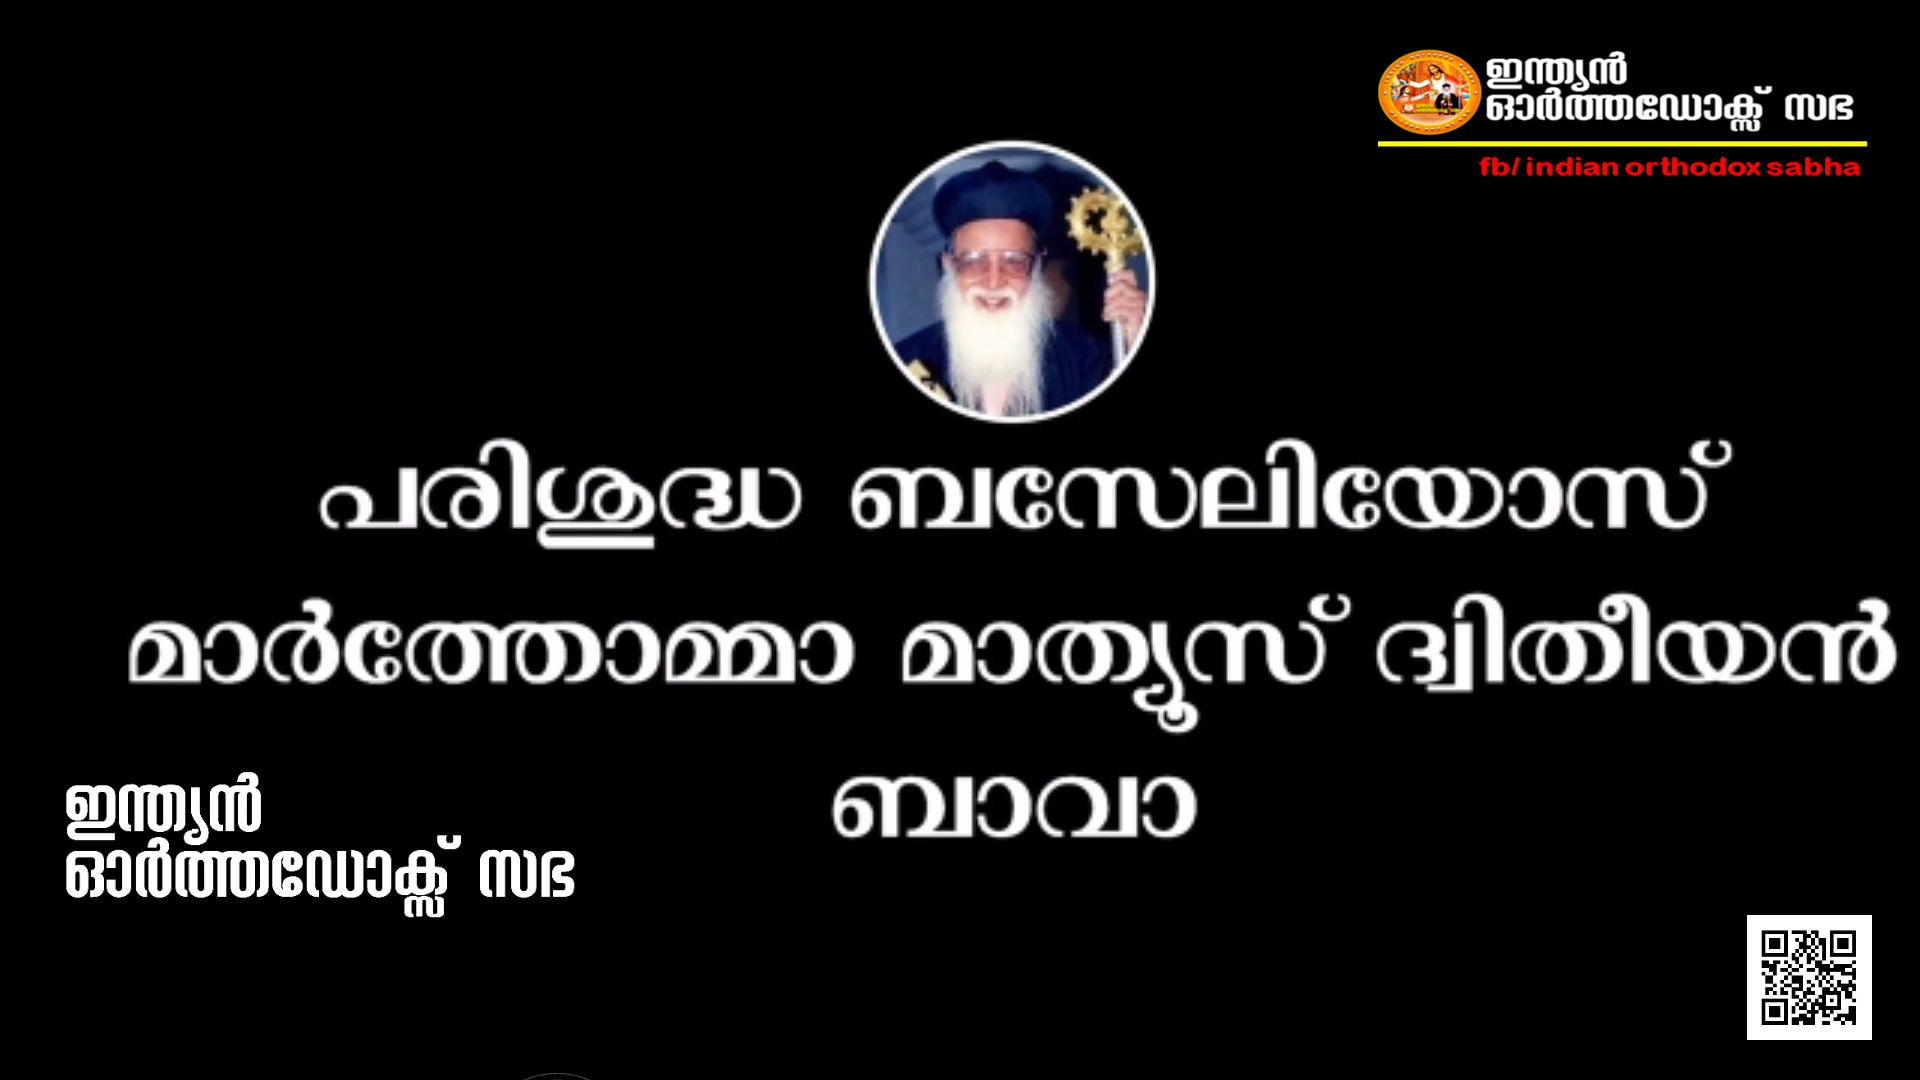 ഇന്ത്യൻ
ഓർത്തഡോക്സ് സഭ
fb/ indian orthodox sabha
പരിശുദ്ധ ബസേലിയോസ്
മാർത്തോമ്മാ മാത്യൂസ് ദ്വിതീയൻ
ബാവാ
ഇന്ത്യൻ
ഓർത്തഡോക്സ് സഭ